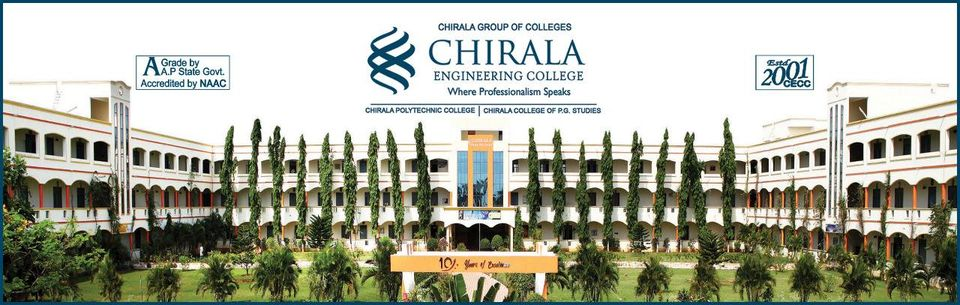 CHIRALA GROUP OF COLLEGES
CHIRALA
ENGINEERING COLLEGE
Where Professionalism Speaks
CHIRALA POLYTECHNIC COLLEGE | CHIRALA COLLEGE OF P.G. STUDIES
A Grade by
A.P State Govt.
Accredited by NAAC
Estd
2001
CECC
10+ Years of Excellence